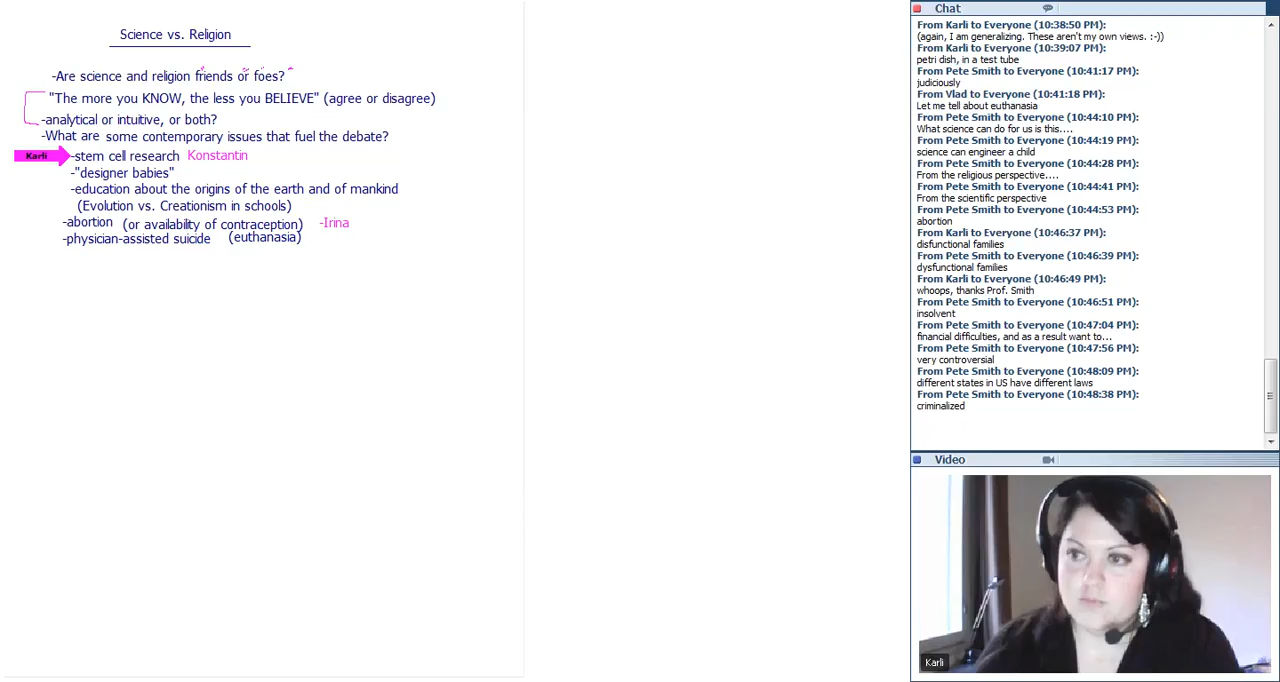 Science vs. Religion
-Are science and religion friends or foes?
"The more you KNOW, the less you BELIEVE" (agree or disagree)
-analytical or intuitive, or both?
-What are some contemporary issues that fuel the debate?
Karli -stem cell research Konstantin
-"designer babies"
-education about the origins of the earth and of mankind
(Evolution vs. Creationism in schools)
-abortion (or availability of contraception) -Irina
-physician-assisted suicide (euthanasia)
Chat
From Karli to Everyone (10:38:50 PM):
(again, I am generalizing. These aren't my own views. :-))
From Karli to Everyone (10:39:07 PM):
petri dish, in a test tube
From Pete Smith to Everyone (10:41:17 PM):
judiciously
From Vlad to Everyone (10:41:18 PM):
Let me tell about euthanasia
From Pete Smith to Everyone (10:44:10 PM):
What science can do for us is this....
From Pete Smith to Everyone (10:44:19 PM):
science can engineer a child
From Pete Smith to Everyone (10:44:28 PM):
From the religious perspective....
From Pete Smith to Everyone (10:44:41 PM):
From the scientific perspective
From Pete Smith to Everyone (10:44:53 PM):
abortion
From Karli to Everyone (10:46:37 PM):
disfunctional families
From Pete Smith to Everyone (10:46:39 PM):
dysfunctional families
From Karli to Everyone (10:46:49 PM):
whoops, thanks Prof. Smith
From Pete Smith to Everyone (10:46:51 PM):
insolvent
From Pete Smith to Everyone (10:47:04 PM):
financial difficulties, and as a result want to...
From Pete Smith to Everyone (10:47:56 PM):
very controversial
From Pete Smith to Everyone (10:48:09 PM):
different states in US have different laws
From Pete Smith to Everyone (10:48:38 PM):
criminalized
Video
Karli